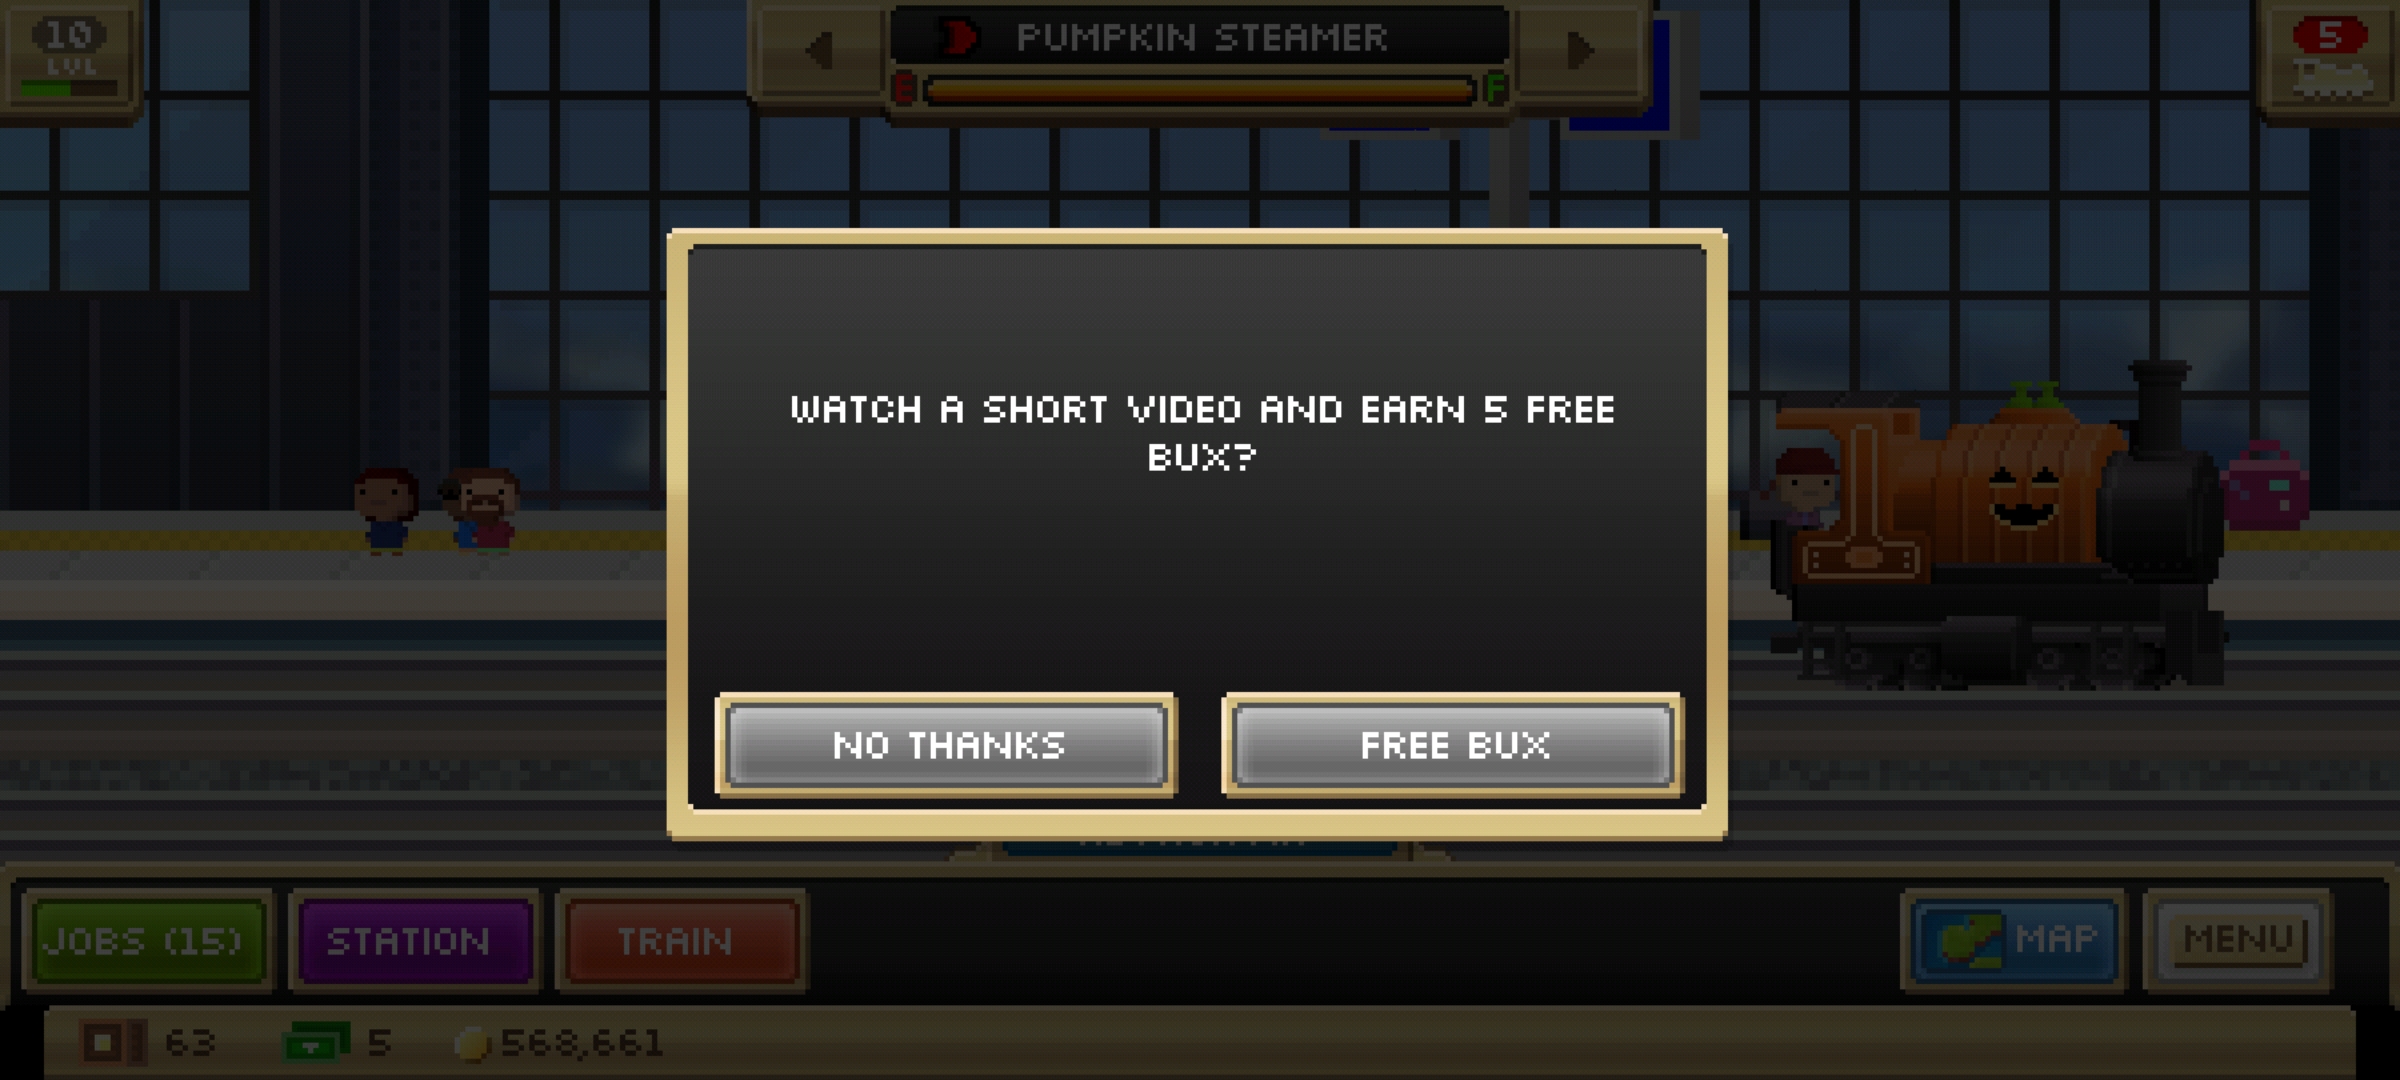 10
LVL
PUMPKIN STEAMER
E F
5
WATCH A SHORT VIDEO AND EARN 5 FREE
BUX?
NO THANKS
FREE BUX
JOBS (15)
STATION
TRAIN
MAP
MENU
63
5
568,661